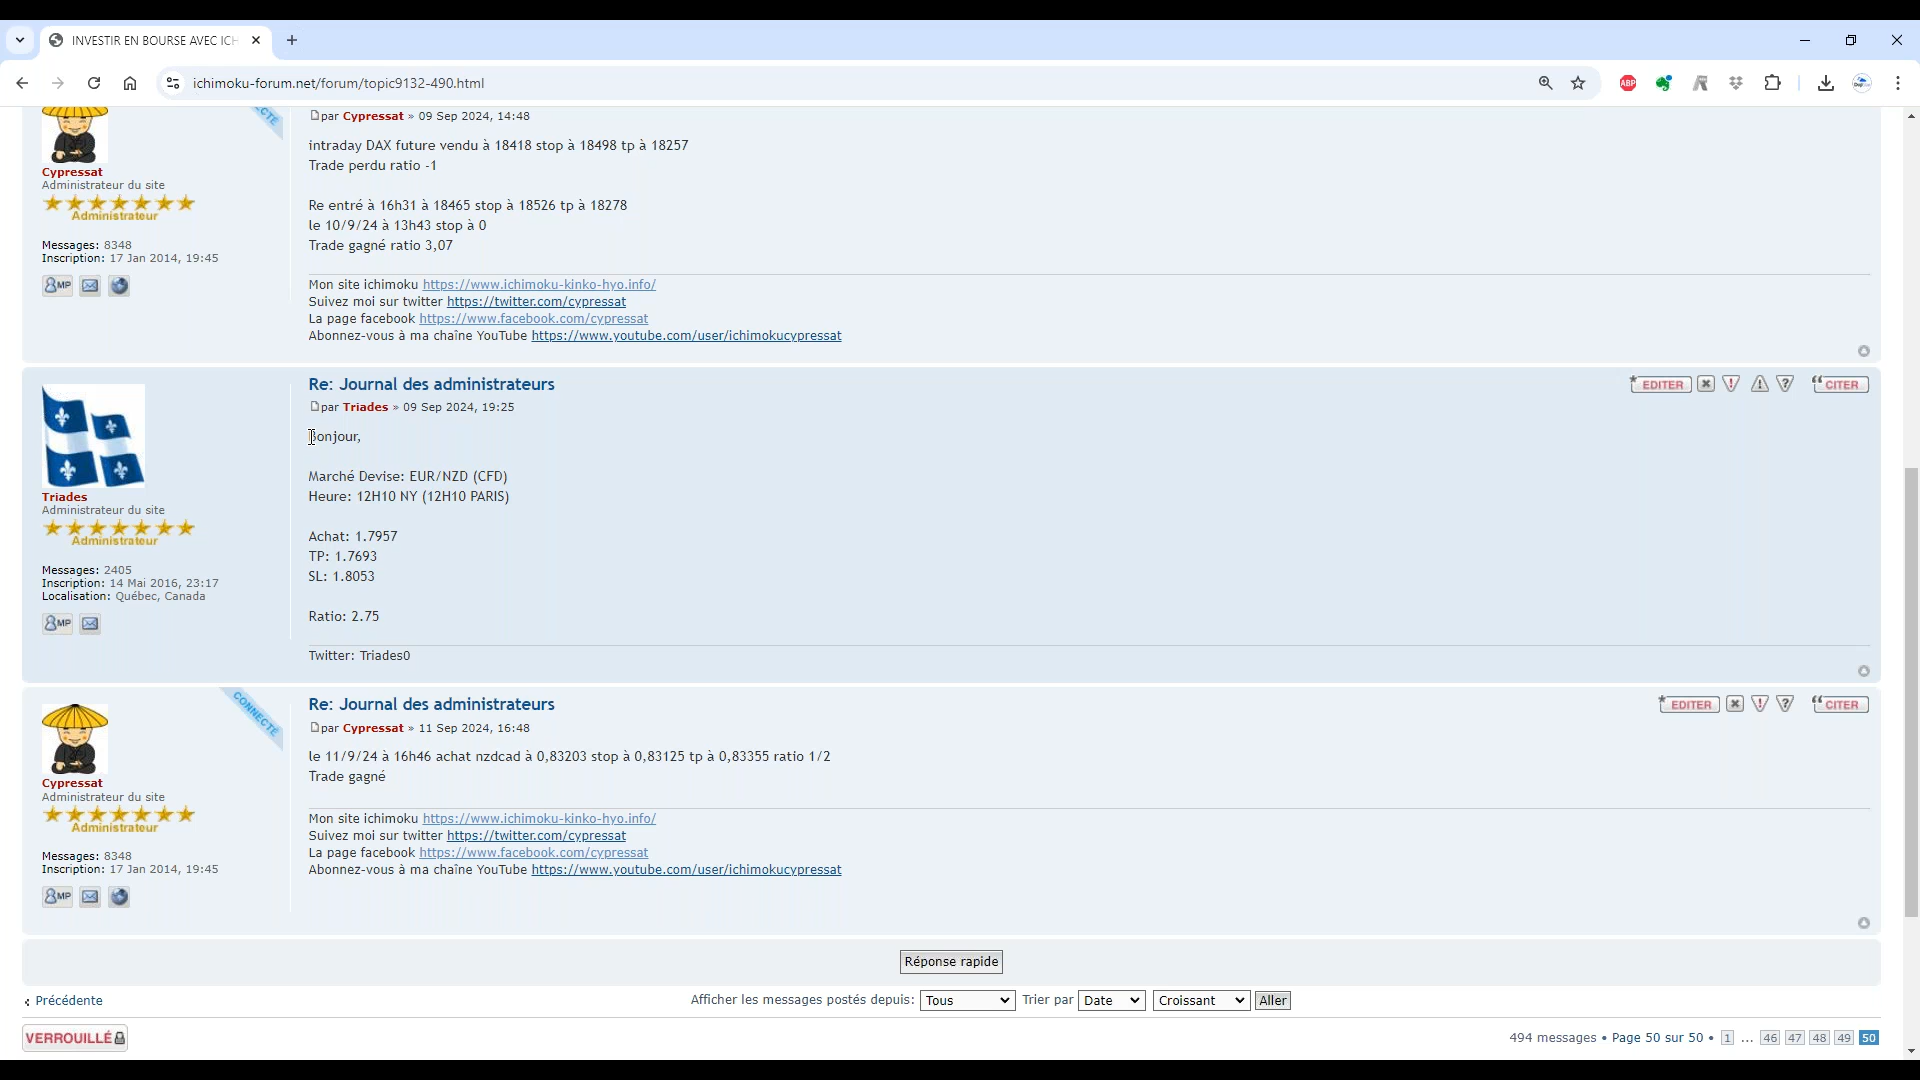 INVESTIR EN BOURSE AVEC ICH
ichimoku-forum.net/forum/topic9132-490.html
ABP
CTE
par Cypressat » 09 Sep 2024, 14:48
intraday DAX future vendu à 18418 stop à 18498 tp à 18257
Trade perdu ratio -1
Re entré à 16h31 à 18465 stop à 18526 tp à 18278
le 10/9/24 à 13h43 stop à 0
Trade gagné ratio 3,07
Cypressat
Administrateur du site
Administrateur
Messages: 8348
Inscription: 17 Jan 2014, 19:45
MP
Mon site ichimoku https://www.ichimoku-kinko-hyo.info/
Suivez moi sur twitter https://twitter.com/cypressat
La page facebook https://www.facebook.com/cypressat
Abonnez-vous à ma chaîne YouTube https://www.youtube.com/user/ichimokucypressat
Re: Journal des administrateurs
EDITER
CITER
par Triades » 09 Sep 2024, 19:25
Bonjour,
Marché Devise: EUR/NZD (CFD)
Heure: 12H10 NY (12H10 PARIS)
Achat: 1.7957
TP: 1.7693
SL: 1.8053
Ratio: 2.75
Triades
Administrateur du site
Administrateur
Messages: 2405
Inscription: 14 Mai 2016, 23:17
Localisation: Québec, Canada
MP
Twitter: Triades0
CONNECTÉ
Re: Journal des administrateurs
EDITER
CITER
par Cypressat » 11 Sep 2024, 16:48
le 11/9/24 à 16h46 achat nzdcad à 0,83203 stop à 0,83125 tp à 0,83355 ratio 1/2
Trade gagné
Cypressat
Administrateur du site
Administrateur
Messages: 8348
Inscription: 17 Jan 2014, 19:45
MP
Mon site ichimoku https://www.ichimoku-kinko-hyo.info/
Suivez moi sur twitter https://twitter.com/cypressat
La page facebook https://www.facebook.com/cypressat
Abonnez-vous à ma chaîne YouTube https://www.youtube.com/user/ichimokucypressat
Réponse rapide
Précédente
Afficher les messages postés depuis: Tous Trier par Date Croissant Aller
VERROUILLÉ
494 messages • Page 50 sur 50 • 1 ... 46 47 48 49 50